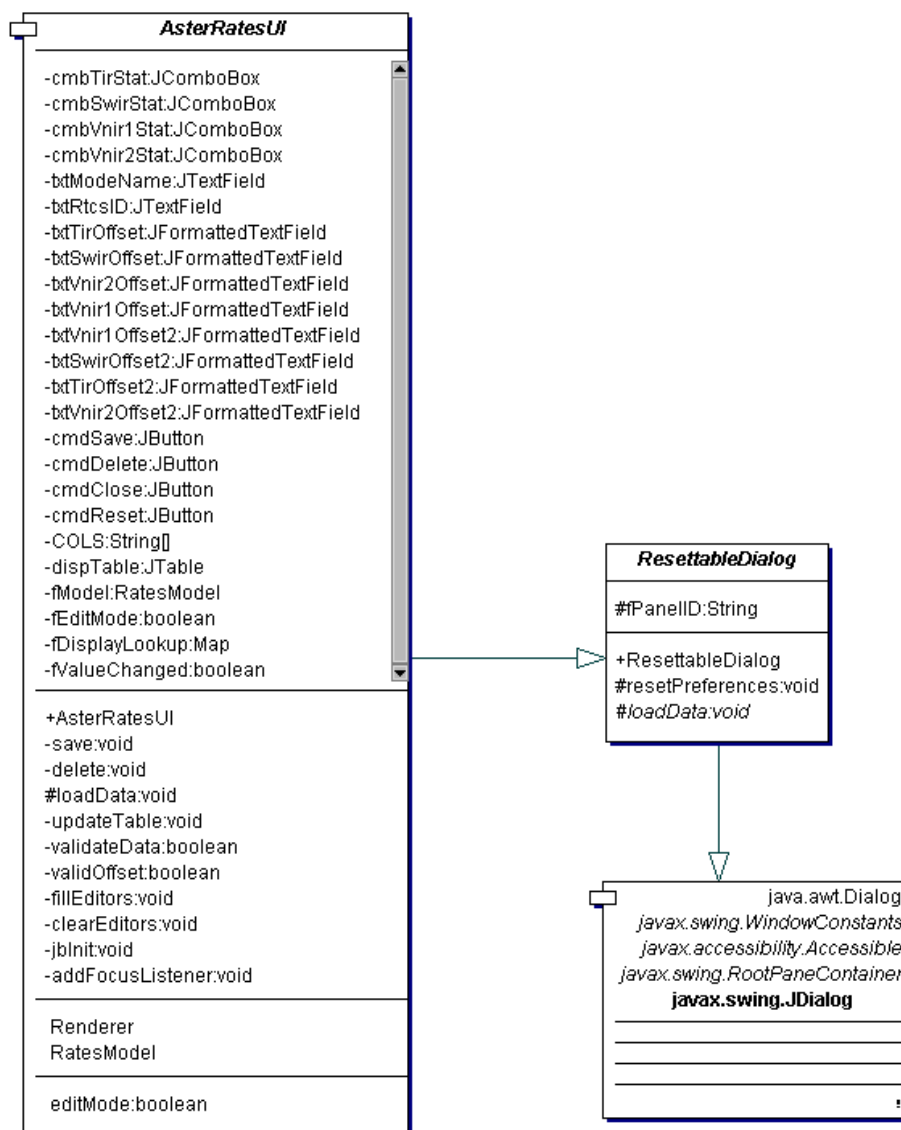 AsterRatesUI
-cmbTirStat:JComboBox
-cmbSwirStat:JComboBox
-cmbVnir1Stat:JComboBox
-cmbVnir2Stat:JComboBox
-txtModeName:JTextField
-txtRtcsID:JTextField
-txtTirOffset:JFormattedTextField
-txtSwirOffset:JFormattedTextField
-txtVnir2Offset:JFormattedTextField
-txtVnir1Offset:JFormattedTextField
-txtVnir1Offset2:JFormattedTextField
-txtSwirOffset2:JFormattedTextField
-txtTirOffset2:JFormattedTextField
-txtVnir2Offset2:JFormattedTextField
-cmdSave:JButton
-cmdDelete:JButton
-cmdClose:JButton
-cmdReset:JButton
-COLS:String[]
-dispTable:JTable
-fModel:RatesModel
-fEditMode:boolean
-fDisplayLookup:Map
-fValueChanged:boolean
+AsterRatesUI
-save:void
-delete:void
#loadData:void
-updateTable:void
-validateData:boolean
-validOffset:boolean
-fillEditors:void
-clearEditors:void
-jbInit:void
-addFocusListener:void
Renderer
RatesModel
editMode:boolean
ResettableDialog
#fPanelID:String
+ResettableDialog
#resetPreferences:void
#loadData:void
java.awt.Dialog
javax.swing.WindowConstants
javax.accessibility.Accessible
javax.swing.RootPaneContainer
javax.swing.JDialog